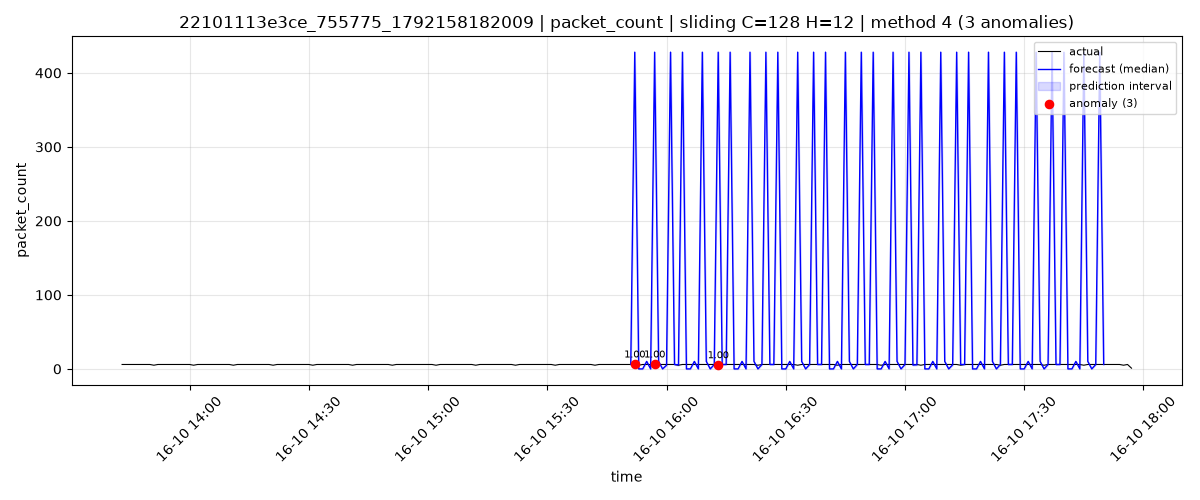 22101113e3ce_755775_1792158182009 | packet_count | sliding C=128 H=12 | method 4 (3 anomalies)
actual
forecast (median)
prediction interval
anomaly (3)
packet_count
400
300
200
100
0
1.00
1.00
1.00
16-10 14:00
16-10 14:30
16-10 15:00
16-10 15:30
16-10 16:00
16-10 16:30
16-10 17:00
16-10 17:30
16-10 18:00
time